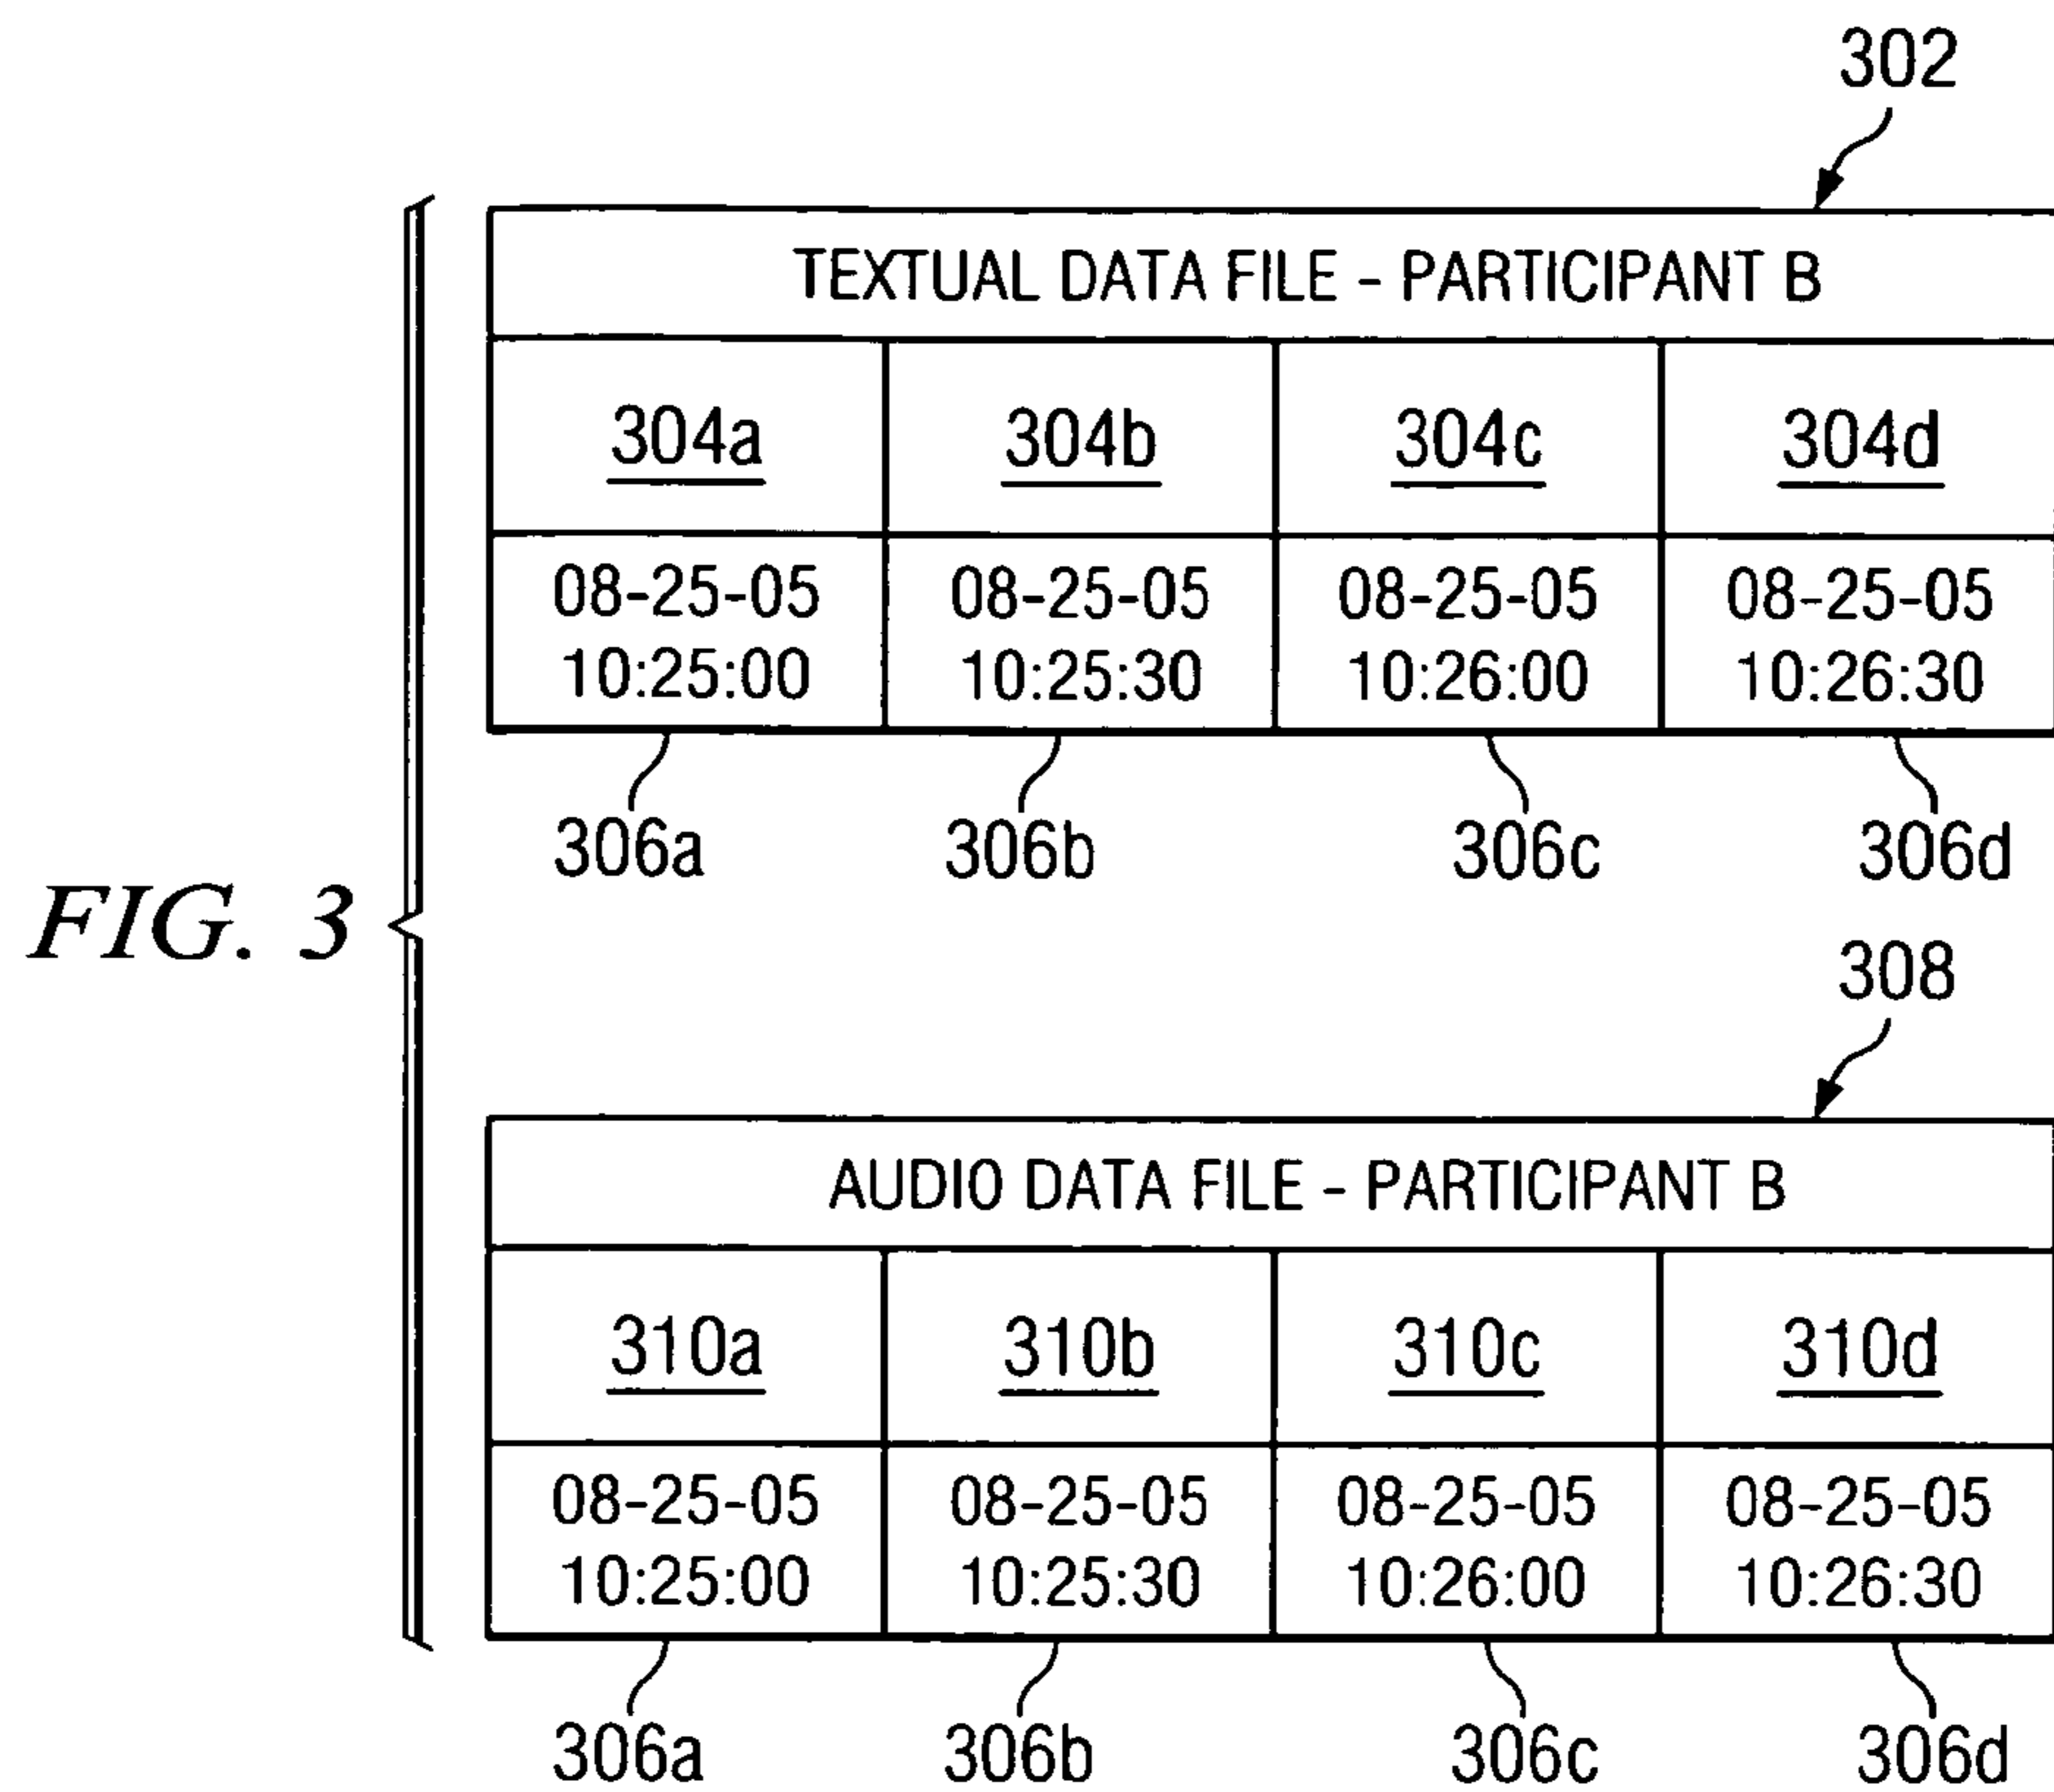 302
TEXTUAL DATA FILE - PARTICIPANT B
304a 304b 304c 304d
08-25-05 08-25-05 08-25-05 08-25-05
10:25:00 10:25:30 10:26:00 10:26:30
306a 306b 306c 306d
FIG. 3
308
AUDIO DATA FILE - PARTICIPANT B
310a 310b 310c 310d
08-25-05 08-25-05 08-25-05 08-25-05
10:25:00 10:25:30 10:26:00 10:26:30
306a 306b 306c 306d